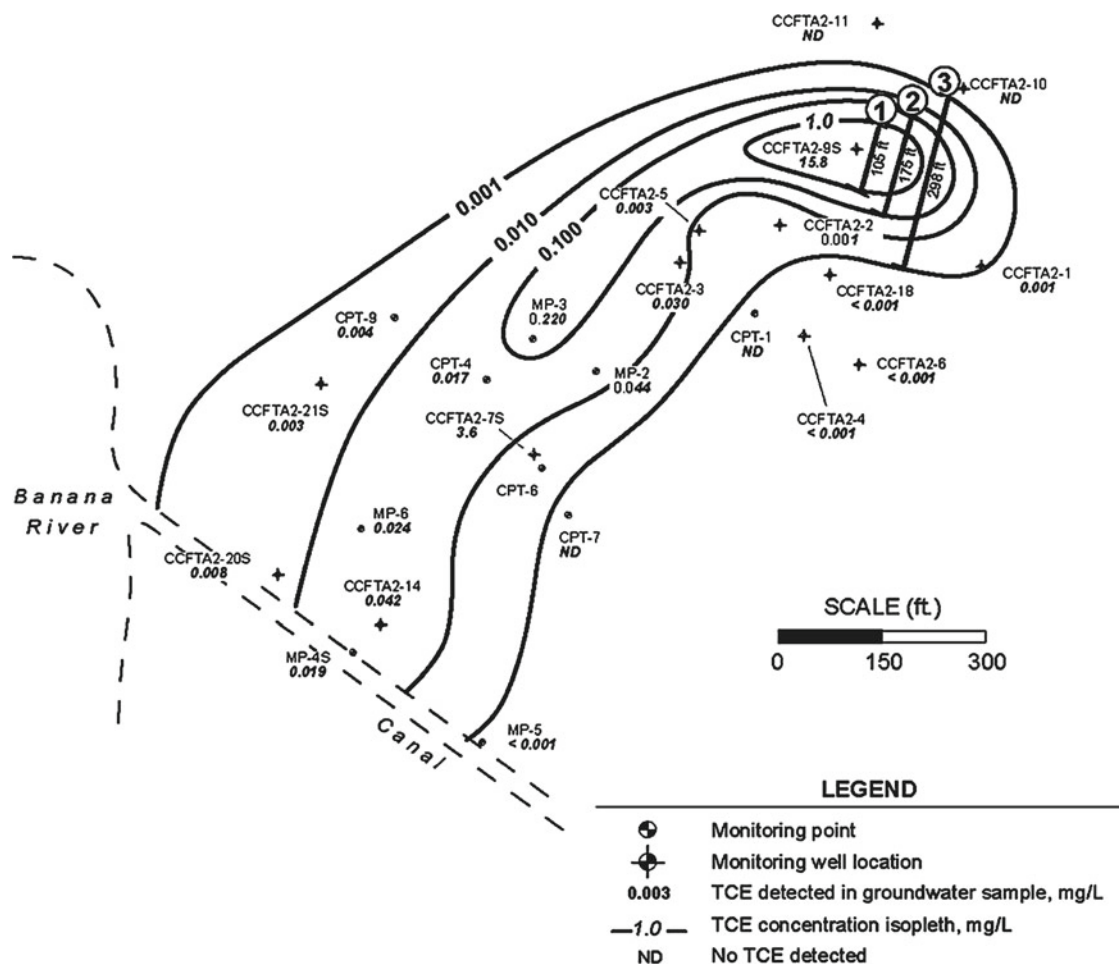 CCFTA2-11
ND
3
CCFTA2-10
ND
2
1
1.0
CCFTA2-9S
15.8
105 ft
175 ft
298 ft
0.001
CCFTA2-5
0.003
0.010
0.100
CCFTA2-2
0.001
CCFTA2-1
0.001
CCFTA2-3
0.030
CCFTA2-18
< 0.001
MP-3
0.220
CPT-9
0.004
CPT-1
ND
CPT-4
0.017
MP-2
0.044
CCFTA2-6
< 0.001
CCFTA2-21S
0.003
CCFTA2-7S
3.6
CCFTA2-4
< 0.001
CPT-6
Banana
River
MP-6
0.024
CPT-7
ND
CCFTA2-20S
0.008
CCFTA2-14
0.042
SCALE (ft.)
0 150 300
MP-4S
0.019
Canal
MP-5
< 0.001
LEGEND
Monitoring point
Monitoring well location
0.003 TCE detected in groundwater sample, mg/L
1.0 TCE concentration isopleth, mg/L
ND No TCE detected